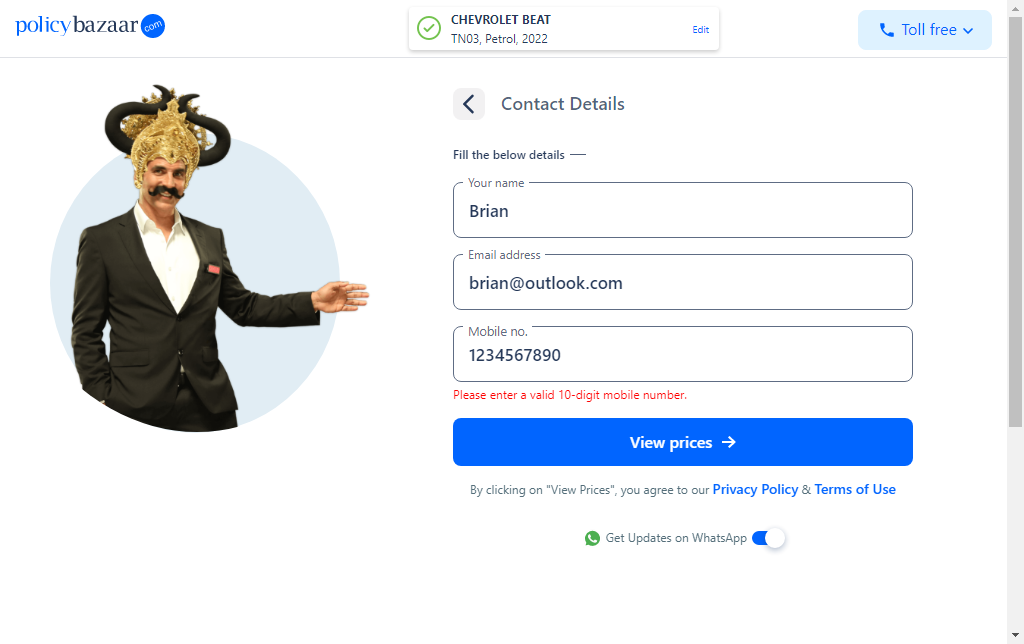 policybazaar.com
CHEVROLET BEAT
TN03, Petrol, 2022
Edit
Toll free
Contact Details
Fill the below details
Your name
Brian
Email address
brian@outlook.com
Mobile no.
1234567890
Please enter a valid 10-digit mobile number.
View prices
By clicking on "View Prices", you agree to our Privacy Policy & Terms of Use
Get Updates on WhatsApp